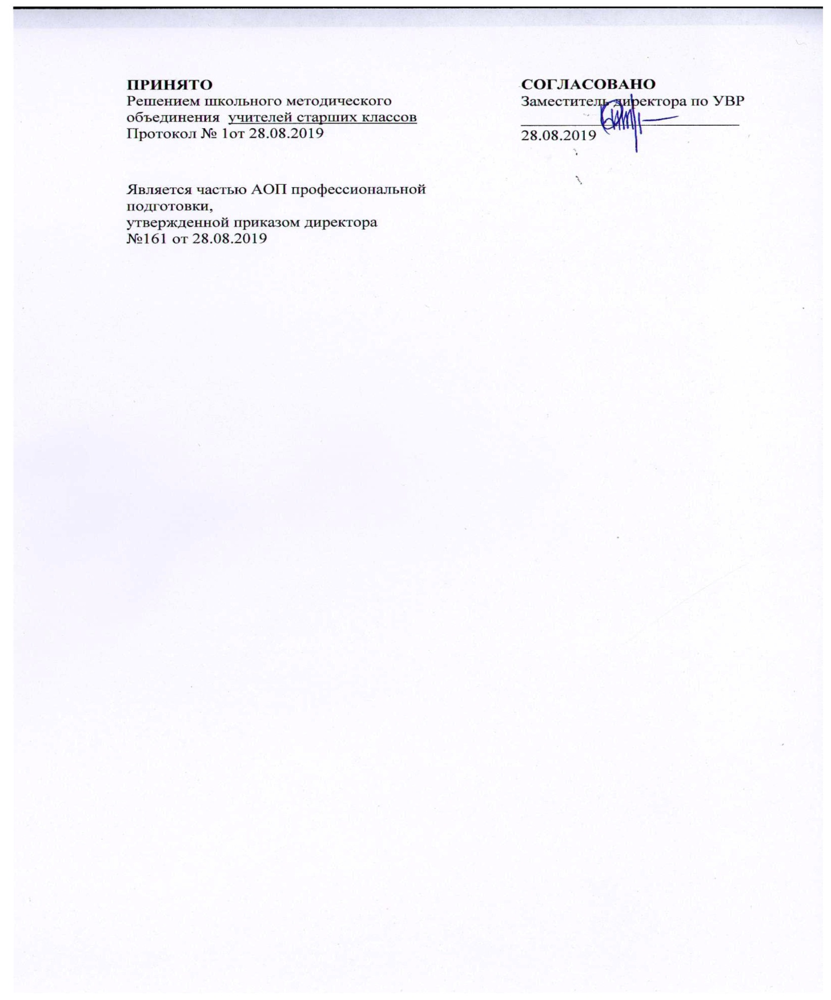 ПРИНЯТО
Решением школьного методического
объединения учителей старших классов
Протокол № 1от 28.08.2019
СОГЛАСОВАНО
Заместитель директора по УВР
28.08.2019
Является частью АОП профессиональной
подготовки,
утвержденной приказом директора
№161 от 28.08.2019